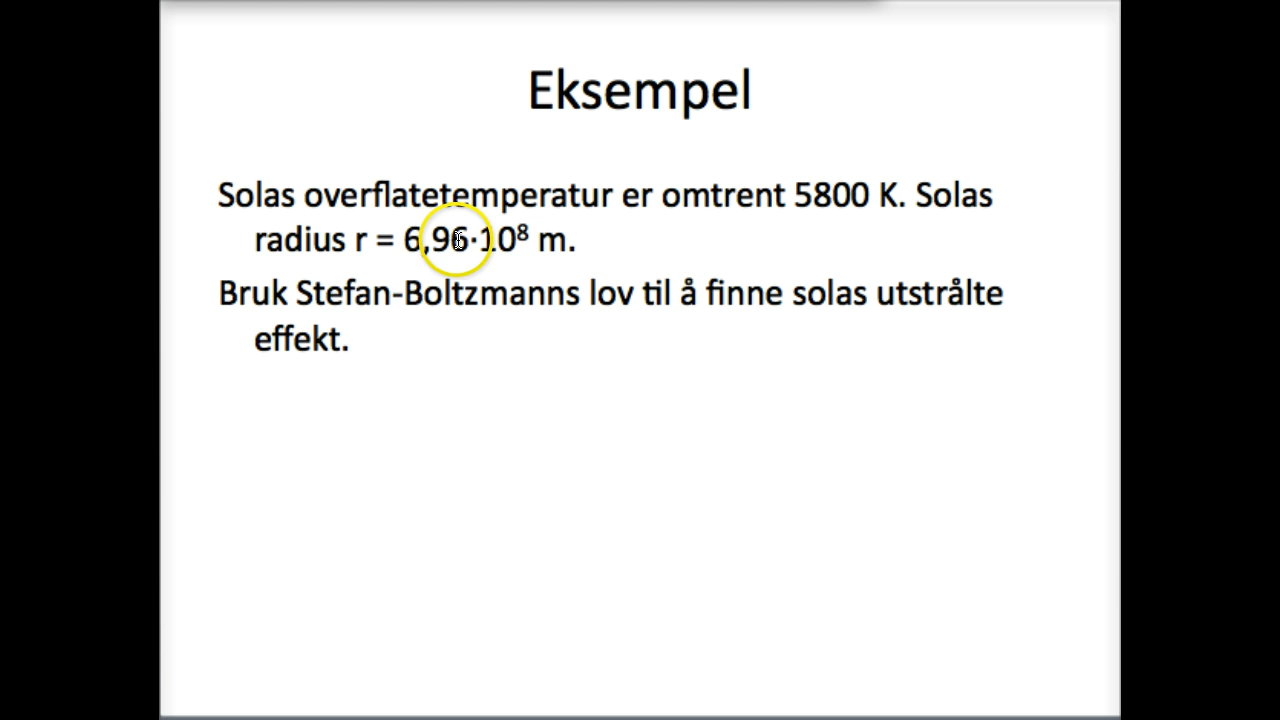 Eksempel
Solas overflatetemperatur er omtrent 5800 K. Solas
radius r = 6,96·10⁸ m.
Bruk Stefan-Boltzmanns lov til å finne solas utstrålte
effekt.